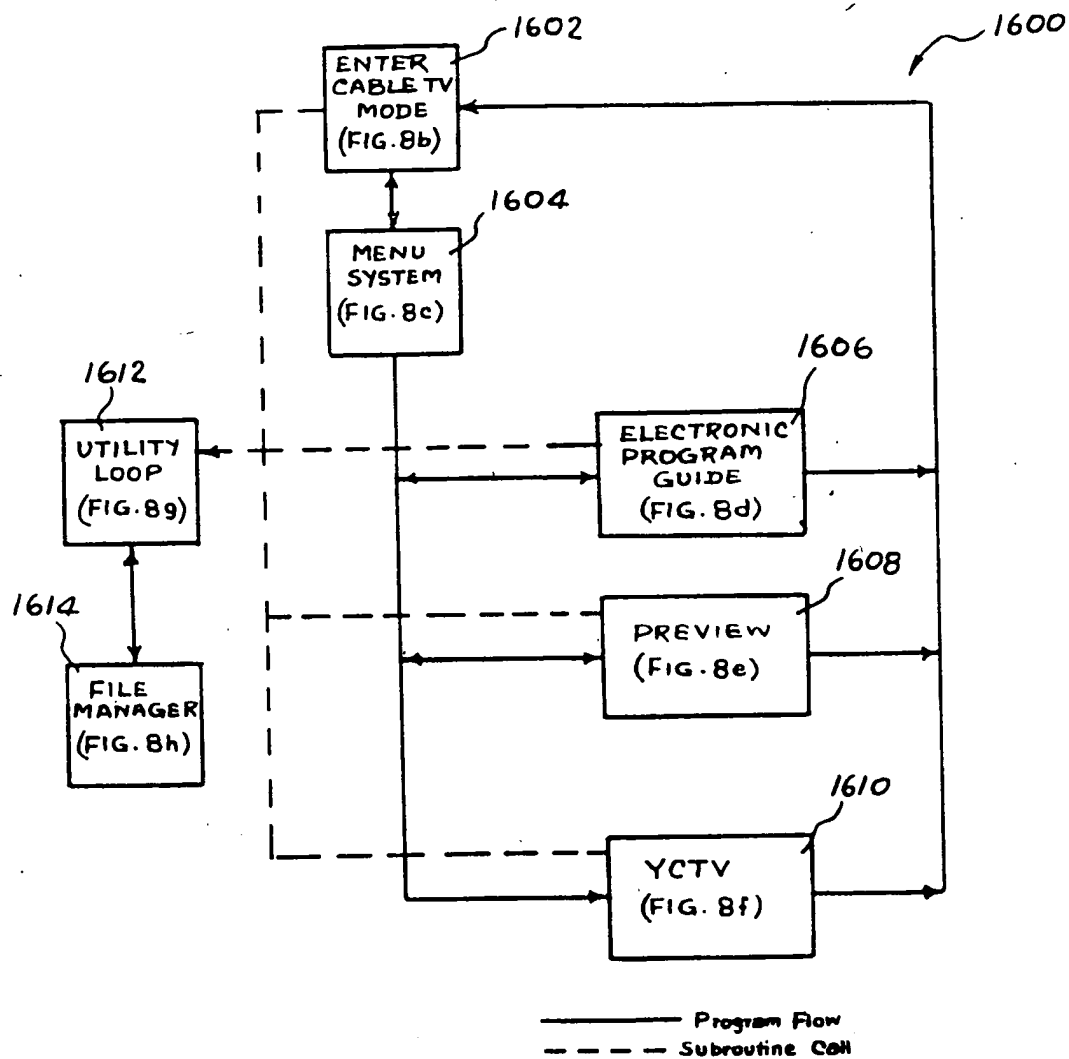 1600
1602
ENTER
CABLE TV
MODE
(FIG. 8b)
1604
MENU
SYSTEM
(FIG. 8c)
1606
ELECTRONIC
PROGRAM
GUIDE
(FIG. 8d)
1612
UTILITY
LOOP
(FIG. 8g)
1608
PREVIEW
(FIG. 8e)
1614
FILE
MANAGER
(FIG. 8h)
1610
YCTV
(FIG. 8f)
Program Flow
Subroutine Call